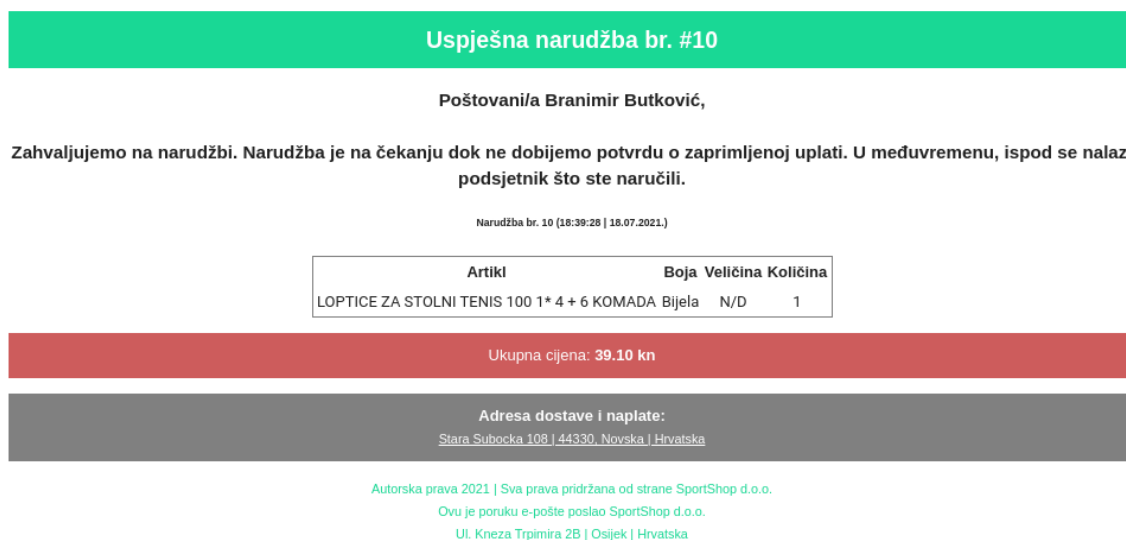 Uspješna narudžba br. #10
Poštovani/a Branimir Butković,
Zahvaljujemo na narudžbi. Narudžba je na čekanju dok ne dobijemo potvrdu o zaprimljenoj uplati. U međuvremenu, ispod se nalaz
podsjetnik što ste naručili.
Narudžba br. 10 (18:39:28 | 18.07.2021.)
Artikl Boja Veličina Količina
LOPTICE ZA STOLNI TENIS 100 1* 4 + 6 KOMADA Bijela N/D 1
Ukupna cijena: 39.10 kn
Adresa dostave i naplate:
Stara Subocka 108 | 44330, Novska | Hrvatska
Autorska prava 2021 | Sva prava pridržana od strane SportShop d.o.o.
Ovu je poruku e-pošte poslao SportShop d.o.o.
Ul. Kneza Trpimira 2B | Osijek | Hrvatska